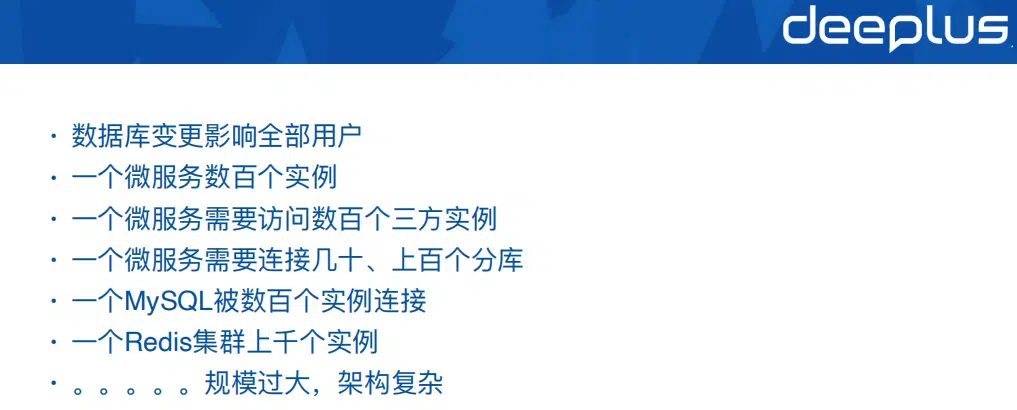 deeplus
· 数据库变更影响全部用户
· 一个微服务数百个实例
· 一个微服务需要访问数百个三方实例
· 一个微服务需要连接几十、上百个分库
· 一个MySQL被数百个实例连接
· 一个Redis集群上千个实例
· 。。。。。规模过大，架构复杂